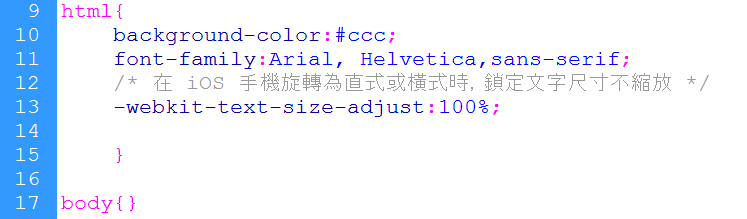 9 html{
10 background-color:#ccc;
11 font-family:Arial, Helvetica,sans-serif;
12 /* 在 iOS 手機旋轉為直式或橫式時, 鎖定文字尺寸不縮放 */
13 -webkit-text-size-adjust:100%;
14
15 }
16
17 body{}